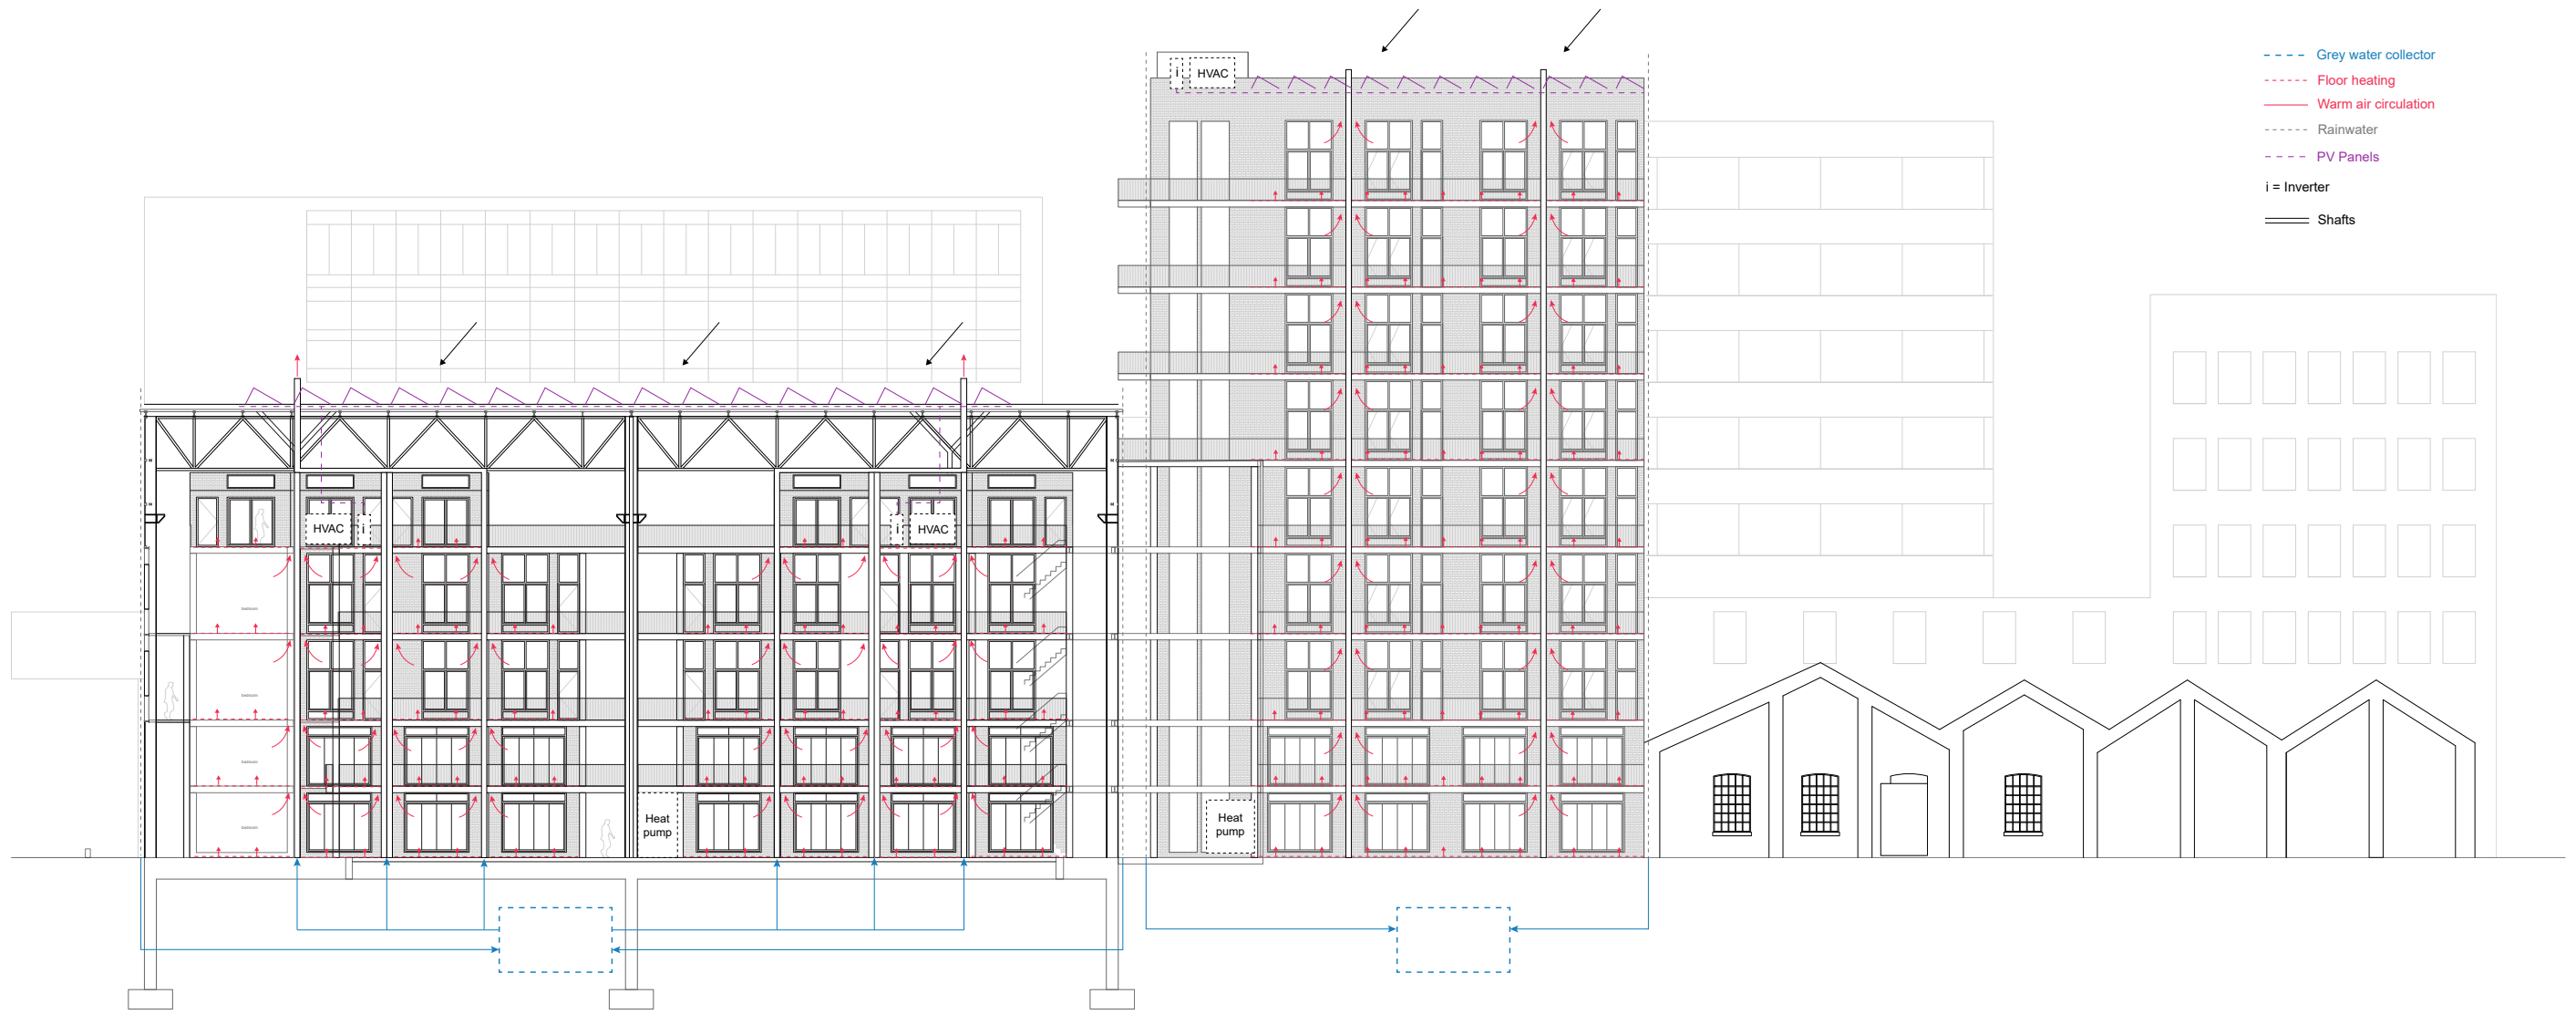 i
HVAC
Grey water collector
Floor heating
Warm air circulation
Rainwater
PV Panels
i = Inverter
Shafts
HVAC
i
i
HVAC
Heat
pump
Heat
pump